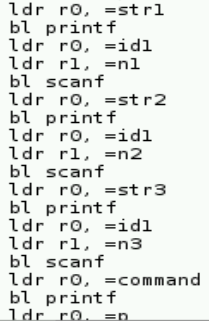 ldr r0, =str1
bl printf
ldr r0, =id1
ldr r1, =n1
bl scanf
ldr r0, =str2
bl printf
ldr r0, =id1
ldr r1, =n2
bl scanf
ldr r0, =str3
bl printf
ldr r0, =id1
ldr r1, =n3
bl scanf
ldr r0, =command
bl printf
ldr r0, =p